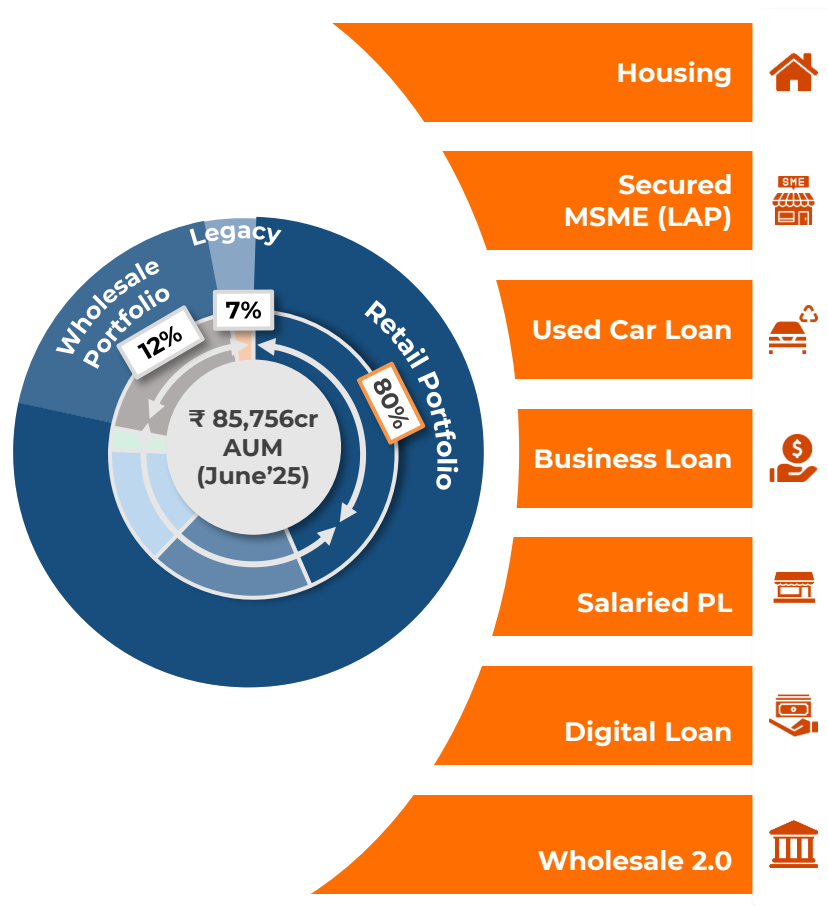 Housing
SME
Secured
MSME (LAP)
Used Car Loan
Business Loan
Salaried PL
Digital Loan
Wholesale 2.0
Legacy
7%
Wholesale
Portfolio
12%
Retail Portfolio
80%
₹ 85,756cr
AUM
(June’25)
$